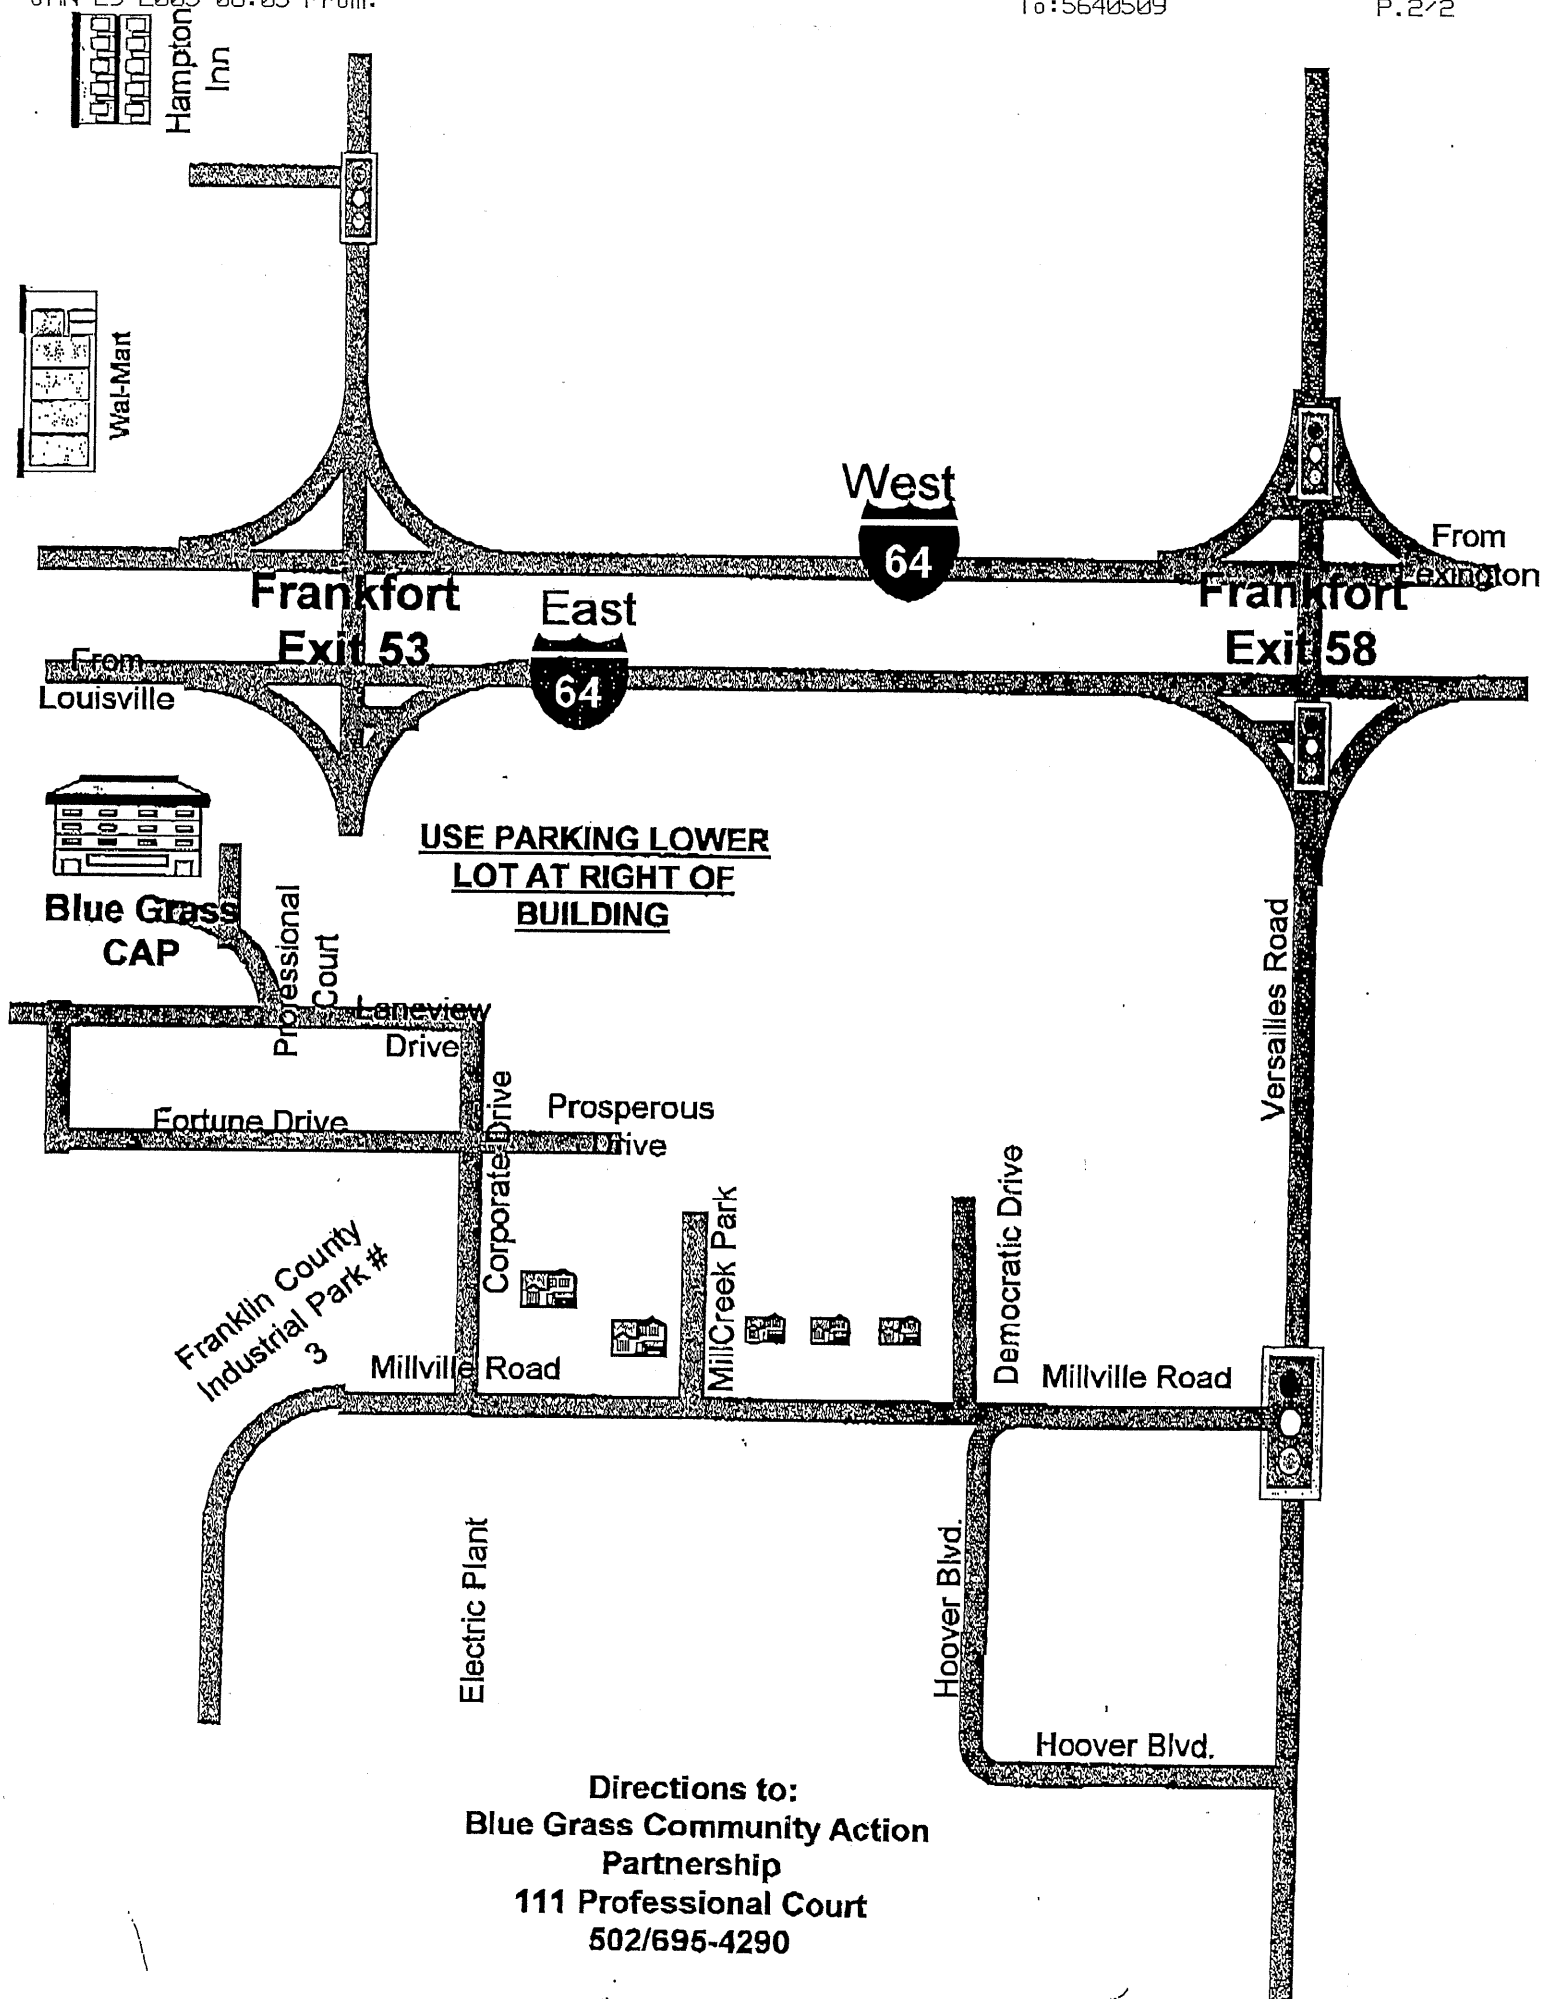 To:5640509
P.2/2
Hampton
Inn
Wal-Mart
West
64
From
Lexington
Frankfort
Exit 53
East
64
Frankfort
Exit 58
From
Louisville
USE PARKING LOWER
LOT AT RIGHT OF
BUILDING
Blue Grass
CAP
Professional
Court
Laneview
Drive
Versailles Road
Fortune Drive
Corporate Drive
Prosperous
Drive
Franklin County
Industrial Park #
3
MillCreek Park
Democratic Drive
Millville Road
Millville Road
Electric Plant
Hoover Blvd.
Hoover Blvd.
Directions to:
Blue Grass Community Action
Partnership
111 Professional Court
502/695-4290